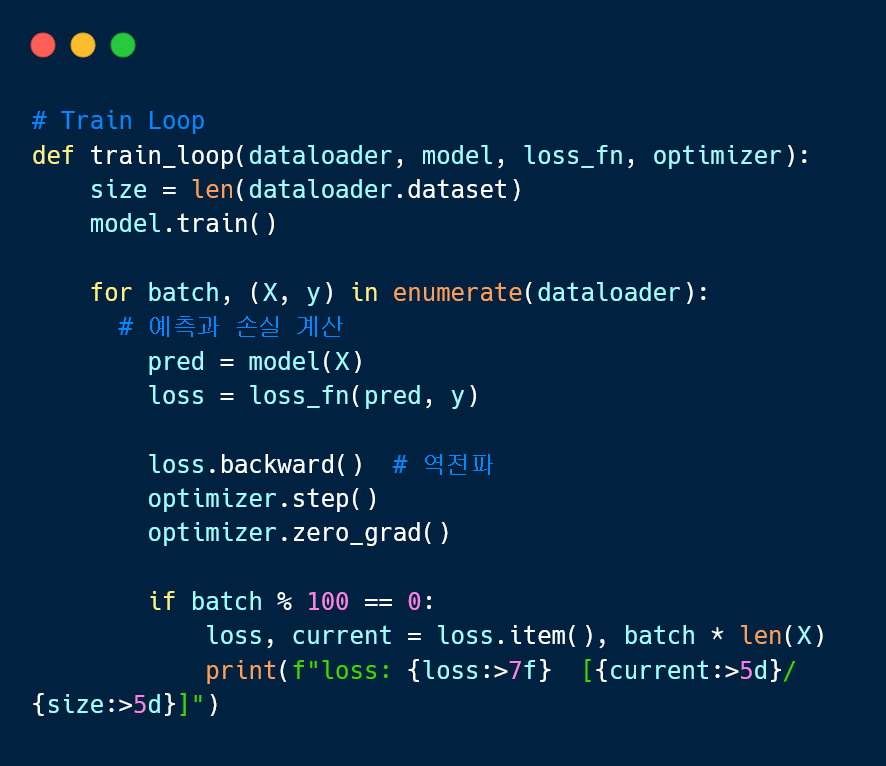 # Train Loop
def train_loop(dataloader, model, loss_fn, optimizer):
    size = len(dataloader.dataset)
    model.train()

    for batch, (X, y) in enumerate(dataloader):
      # 예측과 손실 계산
        pred = model(X)
        loss = loss_fn(pred, y)

        loss.backward()  # 역전파
        optimizer.step()
        optimizer.zero_grad()

        if batch % 100 == 0:
            loss, current = loss.item(), batch * len(X)
            print(f"loss: {loss:>7f}  [{current:>5d}/
{size:>5d}]")